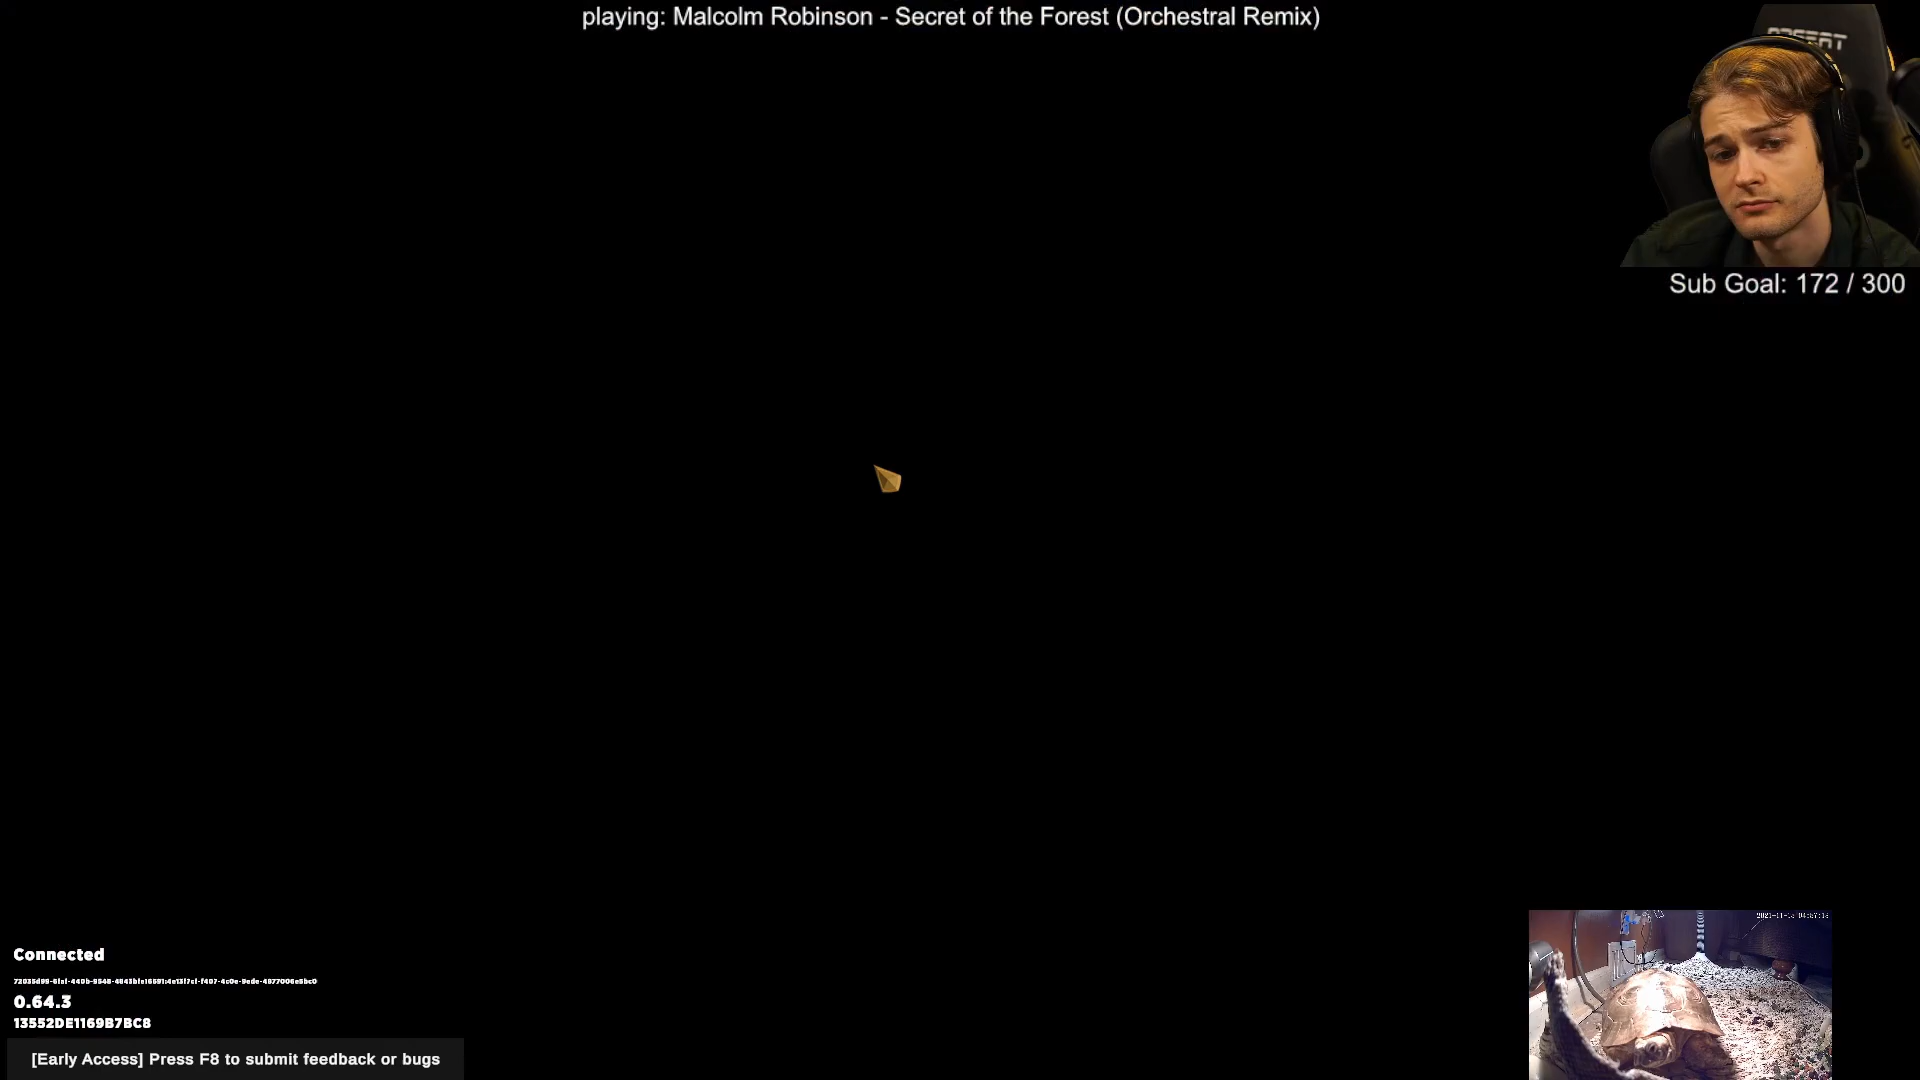 playing: Malcolm Robinson - Secret of the Forest (Orchestral Remix)
Sub Goal: 172 / 300
Connected
0.64.3
13552DE1169B7BC8
[Early Access] Press F8 to submit feedback or bugs